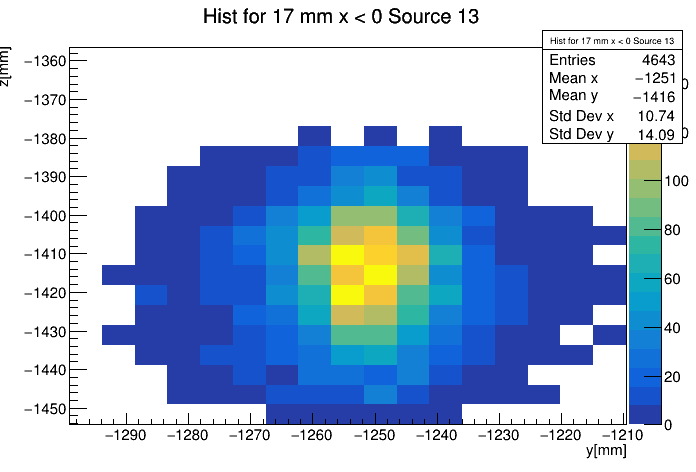 Hist for 17 mm x < 0 Source 13
Hist for 17 mm x < 0 Source 13
Entries 4643
Mean x −1251
Mean y −1416
Std Dev x 10.74
Std Dev y 14.09
z[mm]
−1360
−1370
−1380
−1390
−1400
−1410
−1420
−1430
−1440
−1450
−1290 −1280 −1270 −1260 −1250 −1240 −1230 −1220 −1210
y[mm]
100
80
60
40
20
0